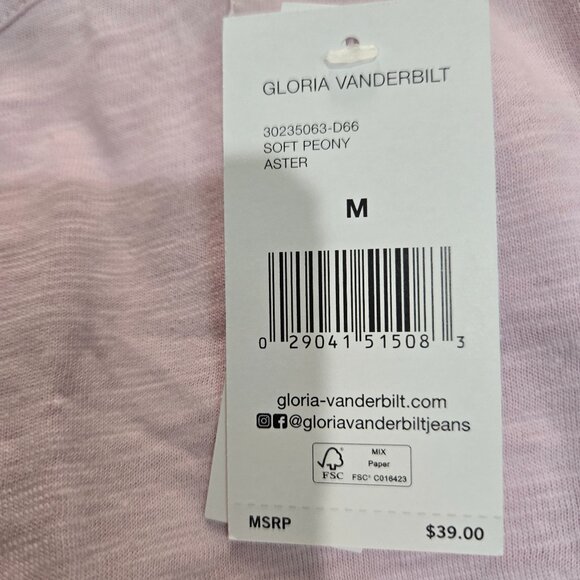 GLORIA VANDERBILT
30235063-D66
SOFT PEONY
ASTER
M
0 29041 51508 3
gloria-vanderbilt.com
@gloriavanderbiltjeans
FSC
MIX
Paper
FSC® C016423
MSRP $39.00